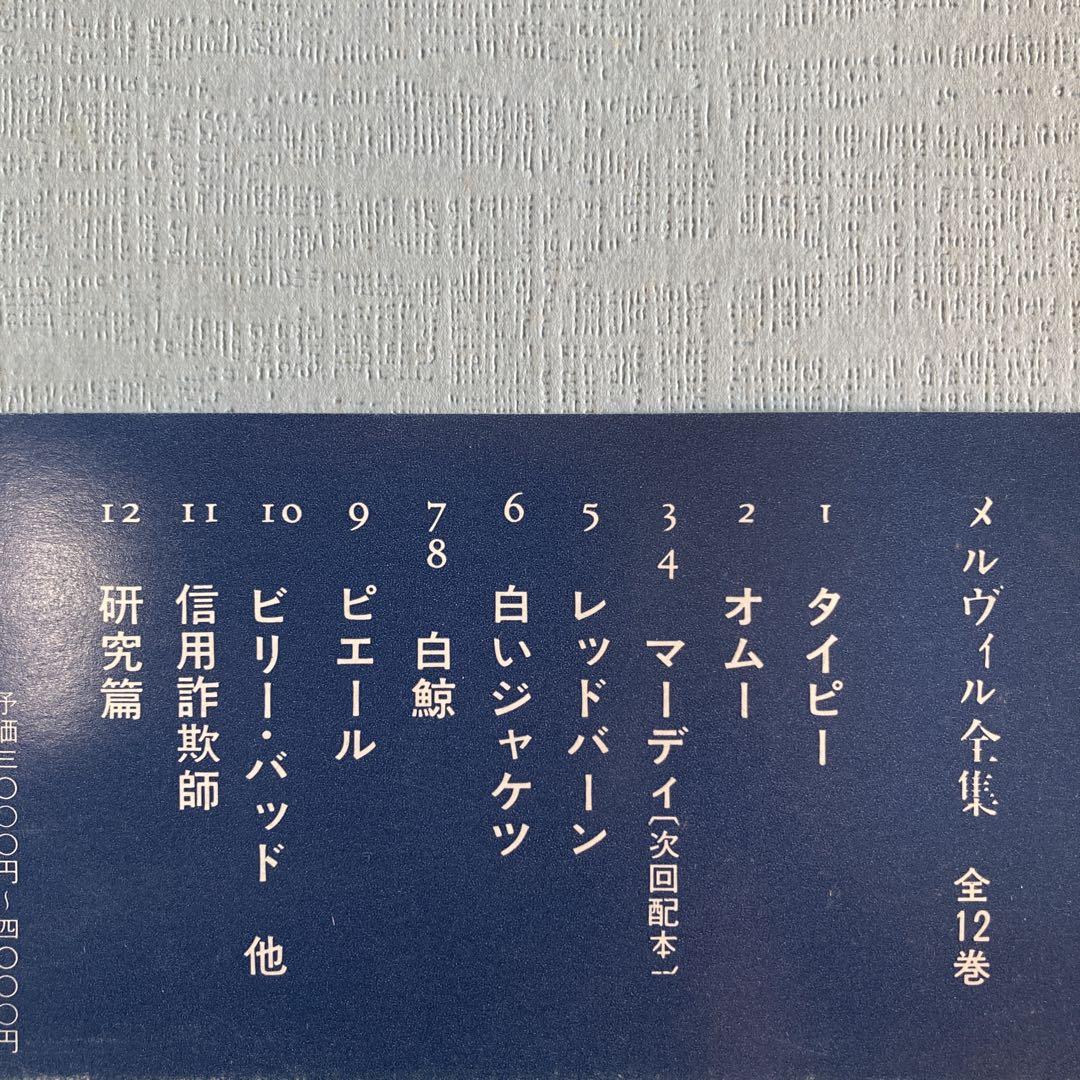 メルヴィル全集 全12巻
1 タイピー
2 オムー
3 4 マーディ〔次回配本〕
5 レッドバーン
6 白いジャケツ
7 8 白鯨
9 ピエール
10 ビリー・バッド 他
11 信用詐欺師
12 研究篇
予価三〇〇〇円〜四〇〇〇円